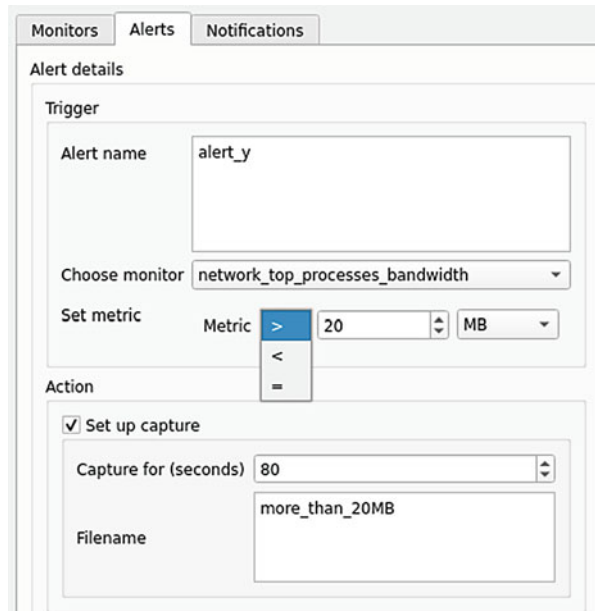 Monitors Alerts Notifications
Alert details
Trigger
Alert name alert_y
Choose monitor network_top_processes_bandwidth
Set metric Metric > 20 MB
<
=
Action
Set up capture
Capture for (seconds) 80
more_than_20MB
Filename